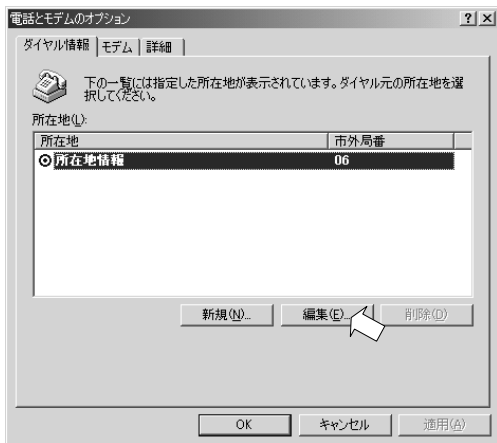 電話とモデムのオプション
ダイヤル情報 モデム 詳細
下の一覧には指定した所在地が表示されています。ダイヤル元の所在地を選
択してください。
所在地(L):
所在地 市外局番
所在地情報 06
新規(N)... 編集(E)... 削除(D)
OK キャンセル 適用(A)